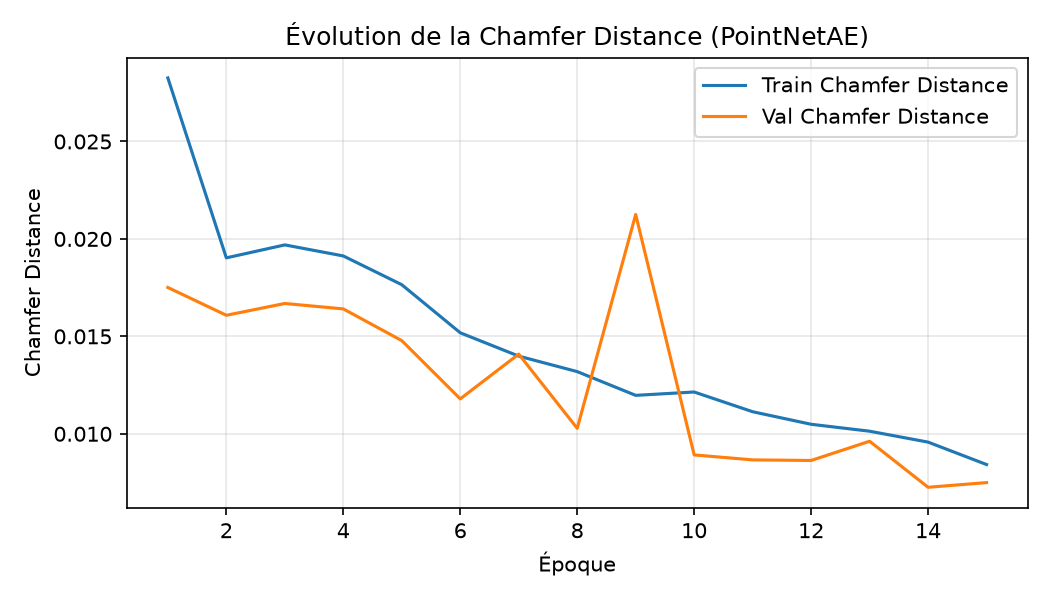 Évolution de la Chamfer Distance (PointNetAE)
Train Chamfer Distance
Val Chamfer Distance
Chamfer Distance
0.025
0.020
0.015
0.010
2 4 6 8 10 12 14
Époque